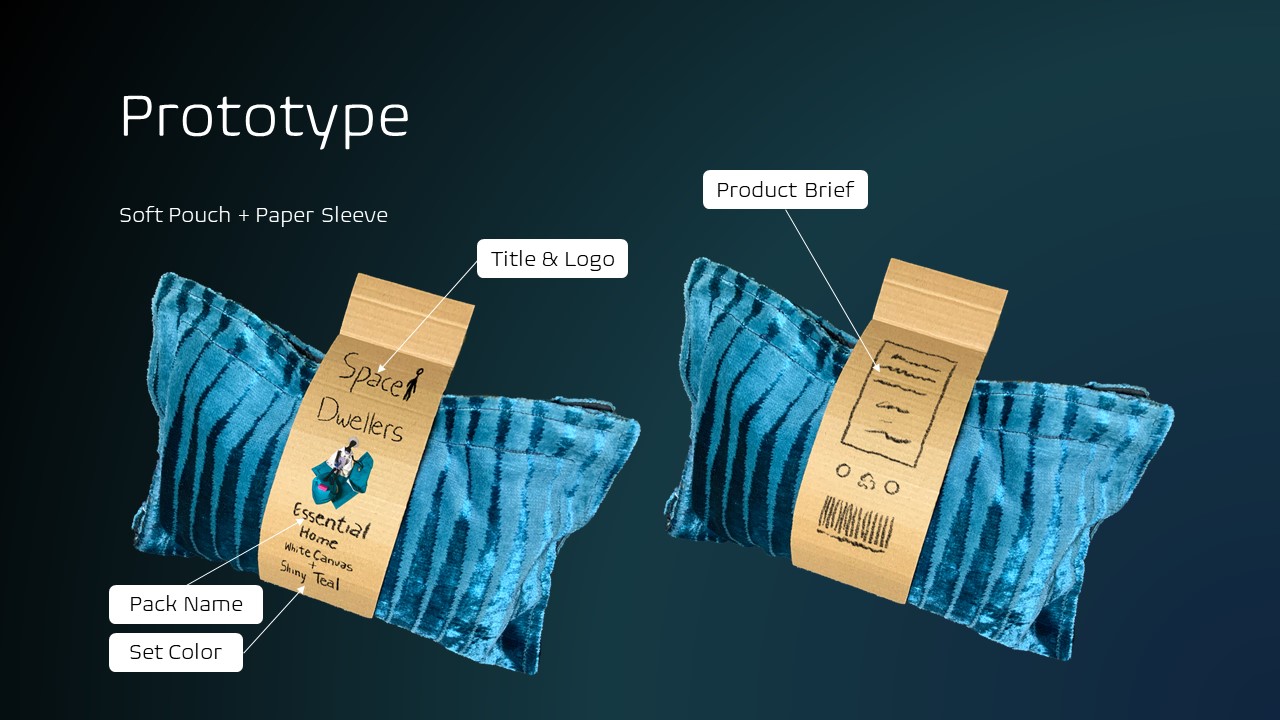 Prototype
Soft Pouch + Paper Sleeve
Title & Logo
Product Brief
Space
Dwellers
Essential
Home
White Canvas
+
Shiny Teal
Pack Name
Set Color